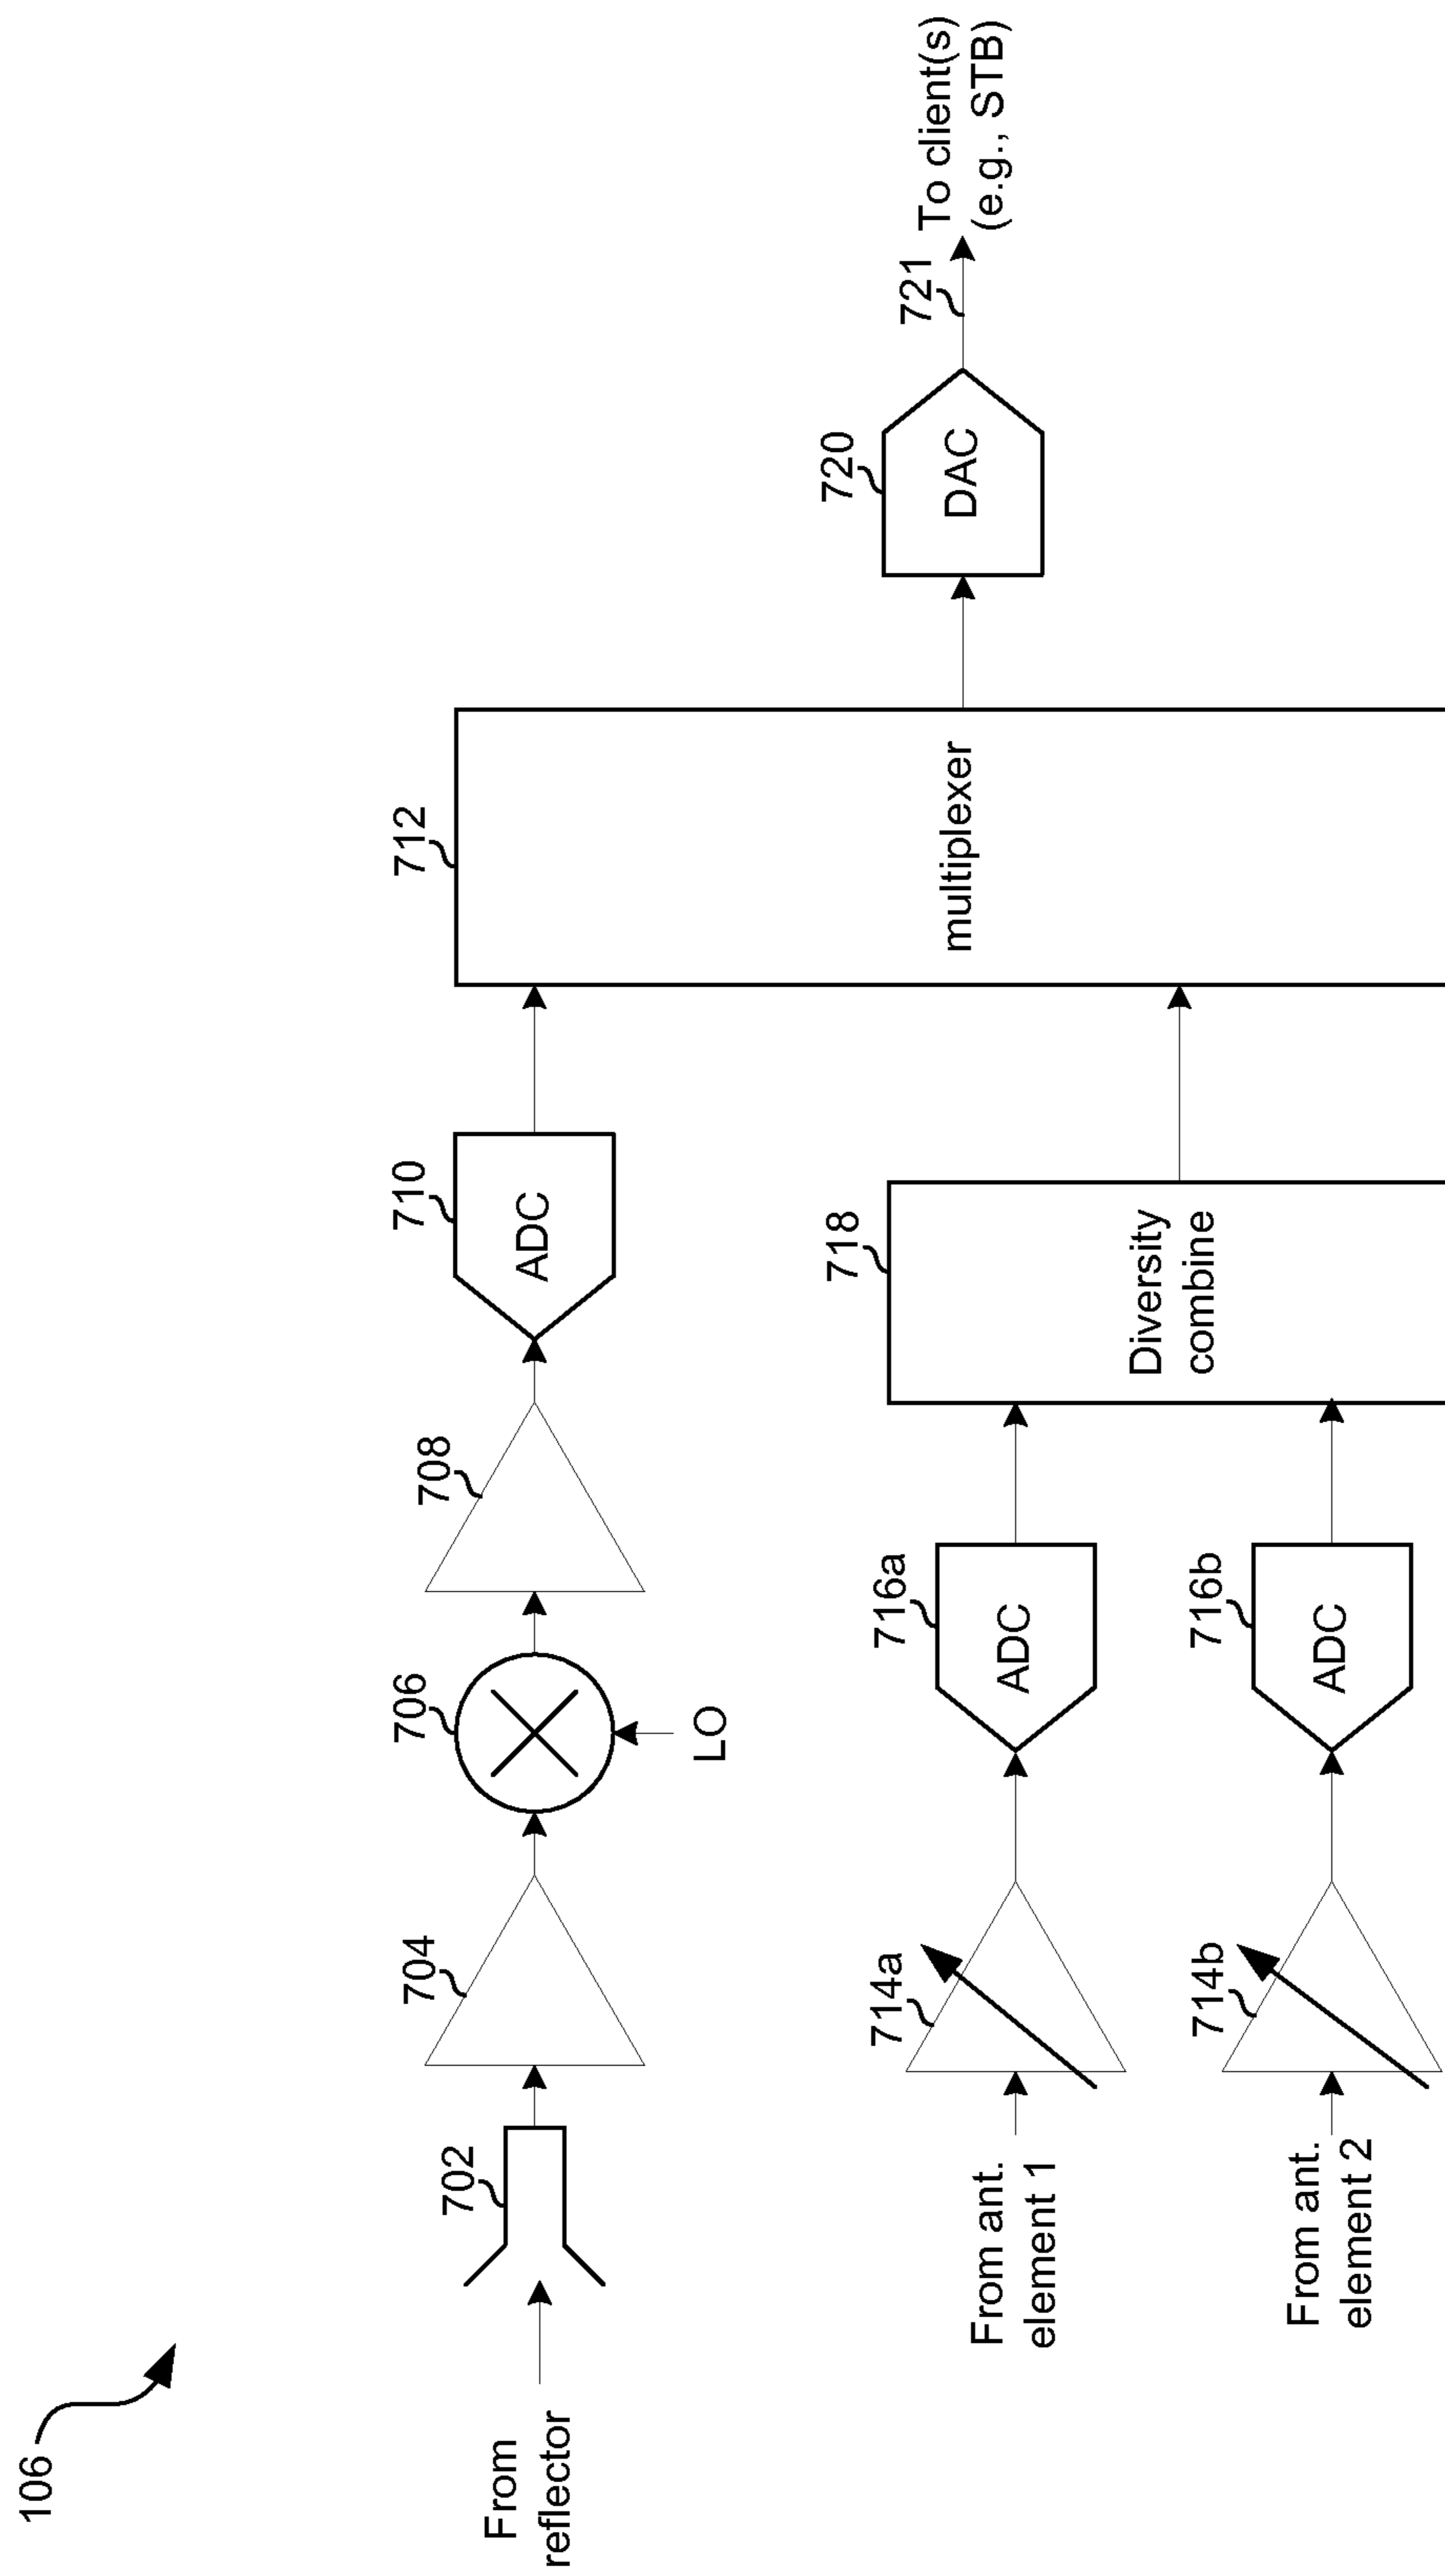 106
From
reflector
702
704
706
LO
708
710
ADC
712
multiplexer
From ant.
element 1
714a
716a
ADC
From ant.
element 2
714b
716b
ADC
718
Diversity
combine
720
DAC
721
To client(s)
(e.g., STB)